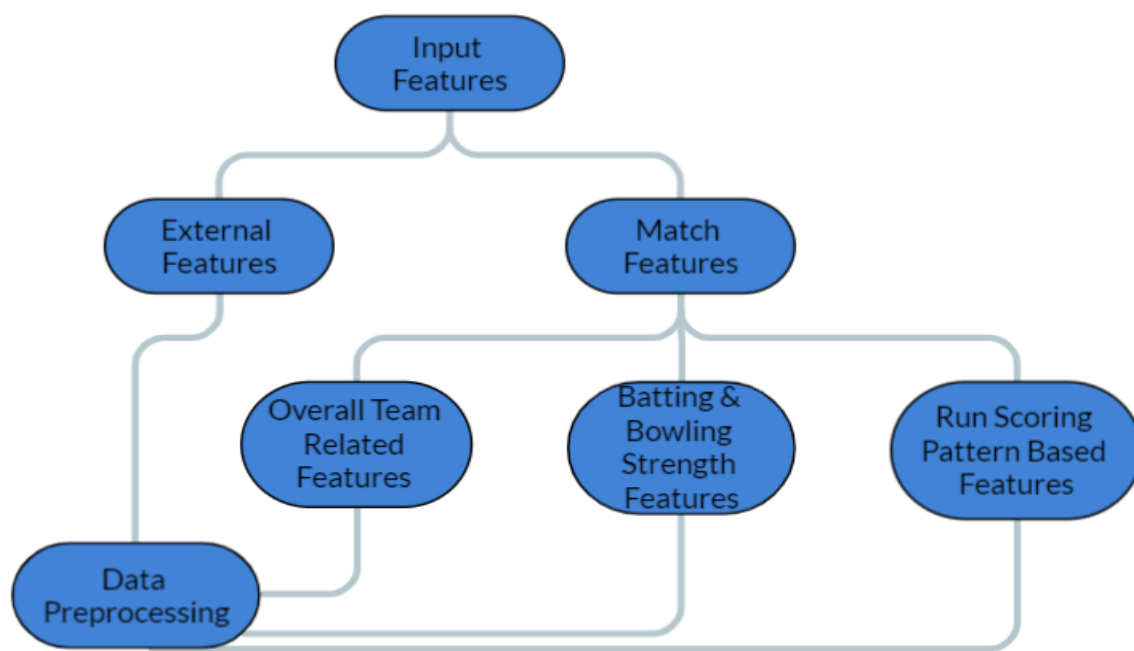 Input
Features
External
Features
Match
Features
Overall Team
Related
Features
Batting &
Bowling
Strength
Features
Run Scoring
Pattern Based
Features
Data
Preprocessing